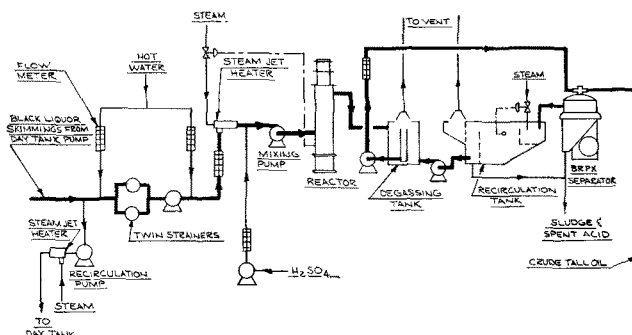 STEAM
TO VENT
HOT
WATER
FLOW
METER
STEAM JET
HEATER
STEAM
BLACK LIQUOR
SKIMMINGS FROM
DAY TANK PUMP
MIXING
PUMP
REACTOR
BRPX
SEPARATOR
DEGASSING
TANK
RECIRCULATION
TANK
STEAM JET
HEATER
TWIN STRAINERS
SLUDGE &
SPENT ACID
RECIRCULATION
PUMP
H2SO4
CRUDE TALL OIL
STEAM
TO
DAY TANK